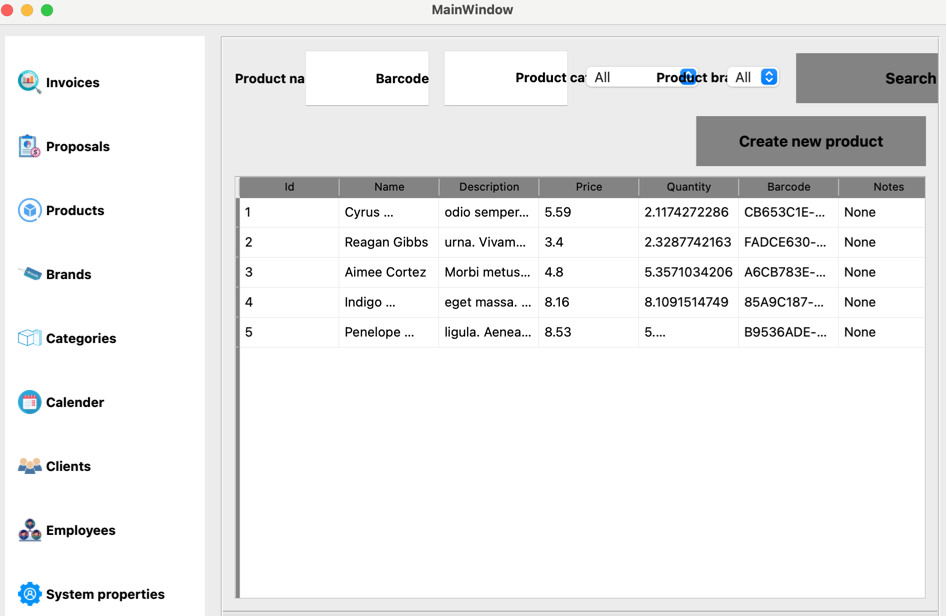 MainWindow
Invoices
Proposals
Products
Brands
Categories
Calender
Clients
Employees
System properties
Product na Barcode Product ca All Product bra All Search
Create new product
Id Name Description Price Quantity Barcode Notes
1 Cyrus ... odio semper... 5.59 2.1174272286 CB653C1E-... None
2 Reagan Gibbs urna. Vivam... 3.4 2.3287742163 FADCE630-... None
3 Aimee Cortez Morbi metus... 4.8 5.3571034206 A6CB783E-... None
4 Indigo ... eget massa. ... 8.16 8.1091514749 85A9C187-... None
5 Penelope ... ligula. Aenea... 8.53 5.... B9536ADE-... None